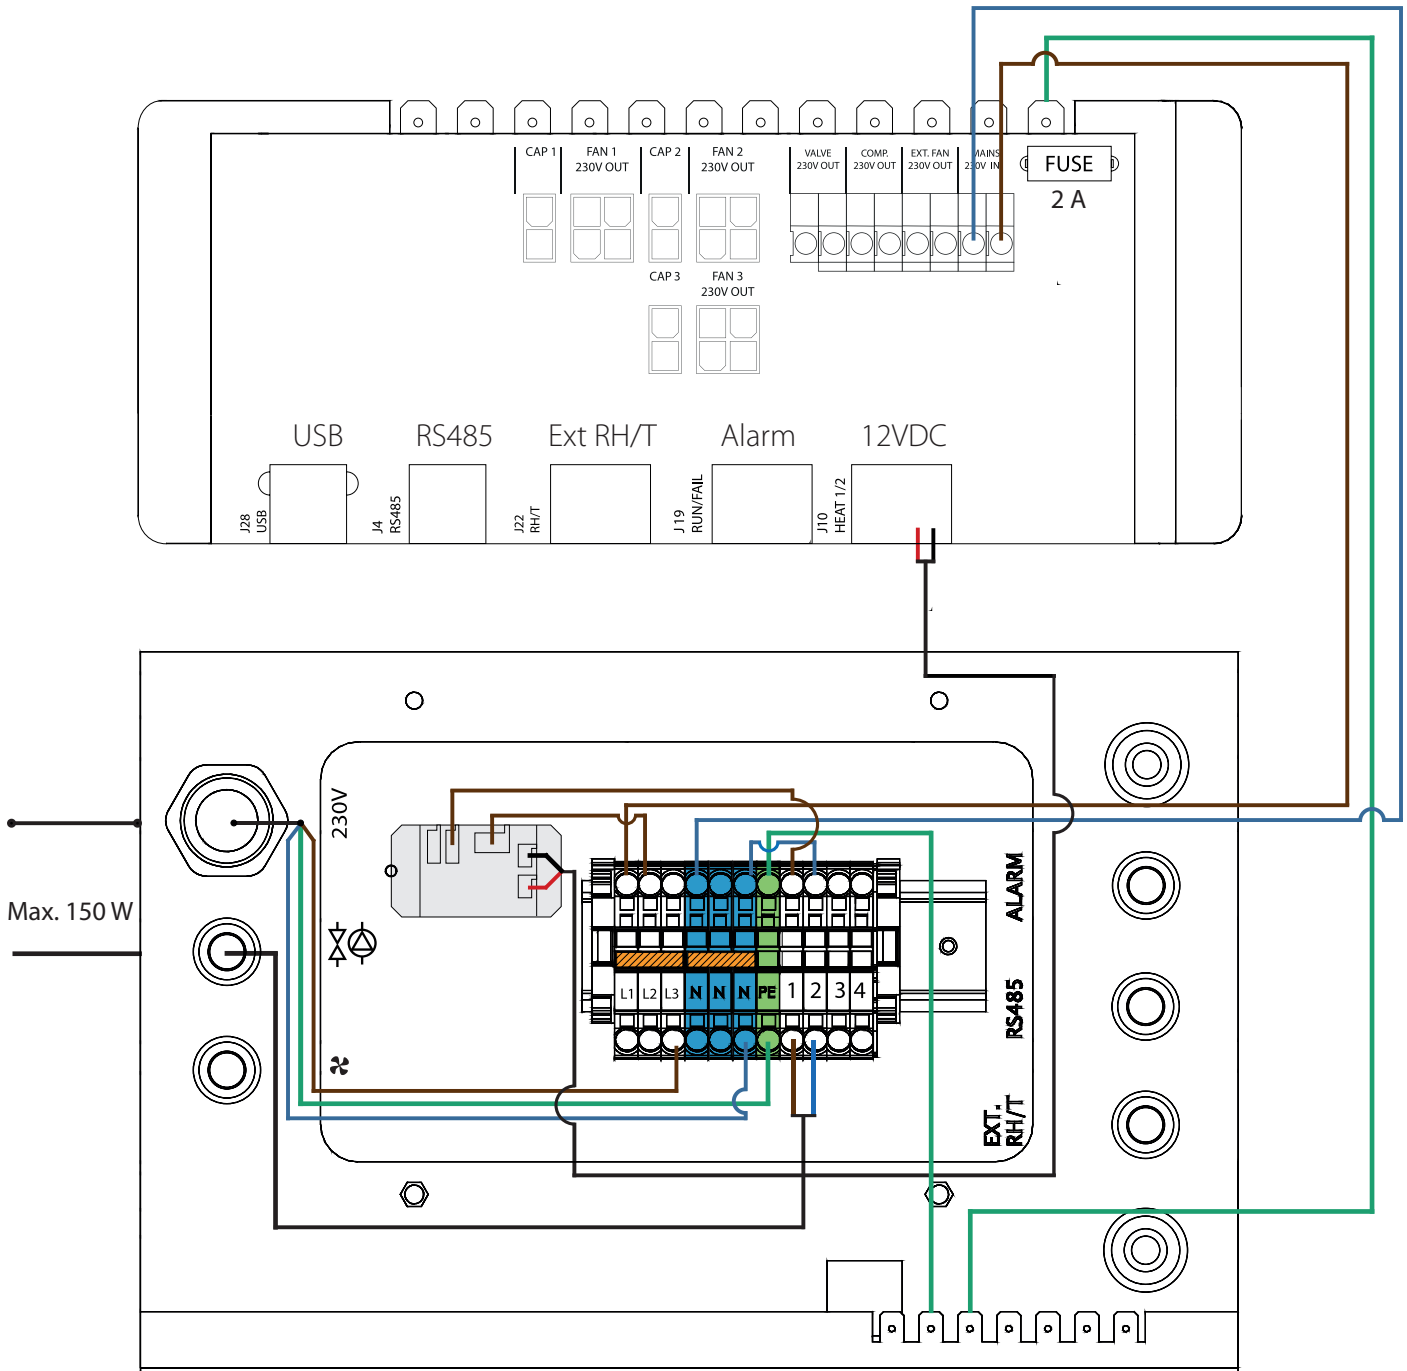 CAP 1
FAN 1
230V OUT
CAP 2
FAN 2
230V OUT
VALVE
230V OUT
COMP.
230V OUT
EXT. FAN
230V OUT
MAINS
230V IN
FUSE
2 A
CAP 3
FAN 3
230V OUT
USB
RS485
Ext RH/T
Alarm
12VDC
J28
USB
J4
RS485
J22
RH/T
J19
RUN/FAIL
J10
HEAT 1/2
230V
Max. 150 W
ALARM
L1 L2 L3 N N N PE 1 2 3 4
RS485
EXT.
RH/T